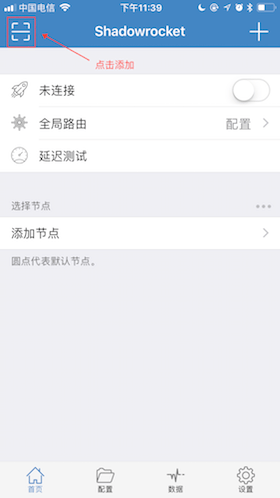 中国电信 下午11:39
Shadowrocket
点击添加
未连接
全局路由 配置
延迟测试
选择节点
添加节点
圆点代表默认节点。
首页 配置 数据 设置